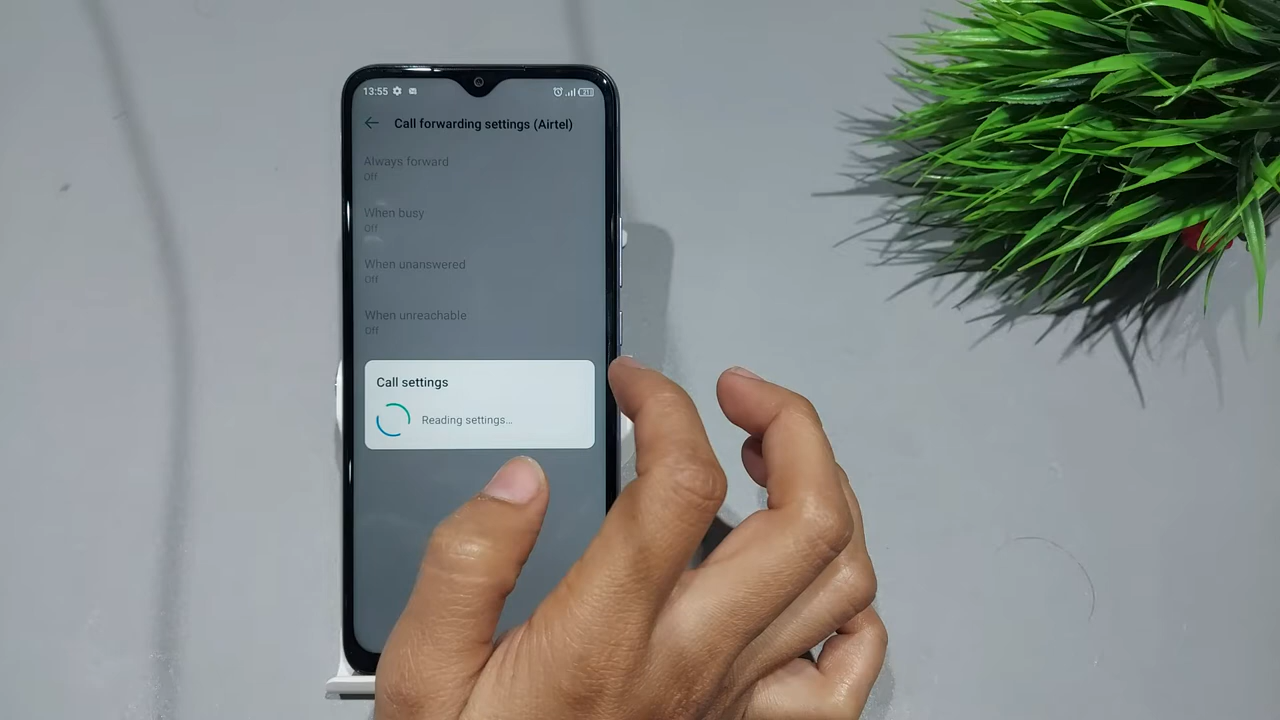 13:55
Call forwarding settings (Airtel)
Always forward
Off
When busy
Off
When unanswered
Off
When unreachable
Off
Call settings
Reading settings...